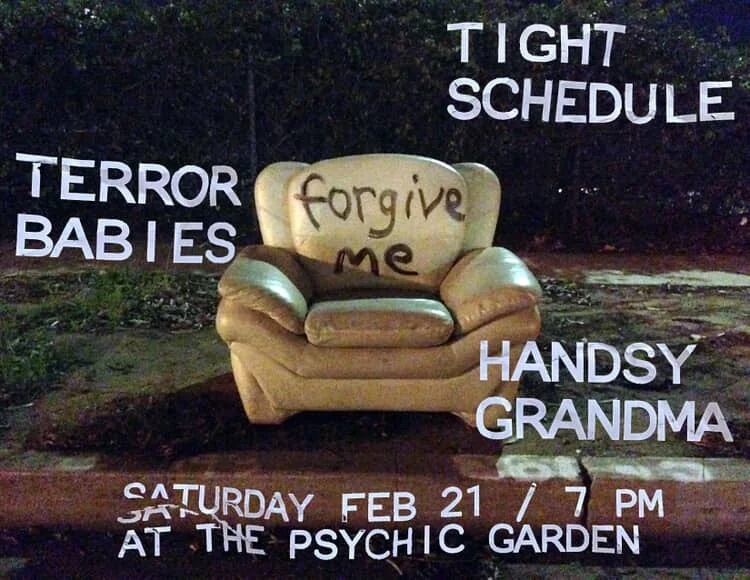 TIGHT
SCHEDULE
TERROR
BABIES
forgive
me
HANDSY
GRANDMA
SATURDAY FEB 21 / 7 PM
AT THE PSYCHIC GARDEN